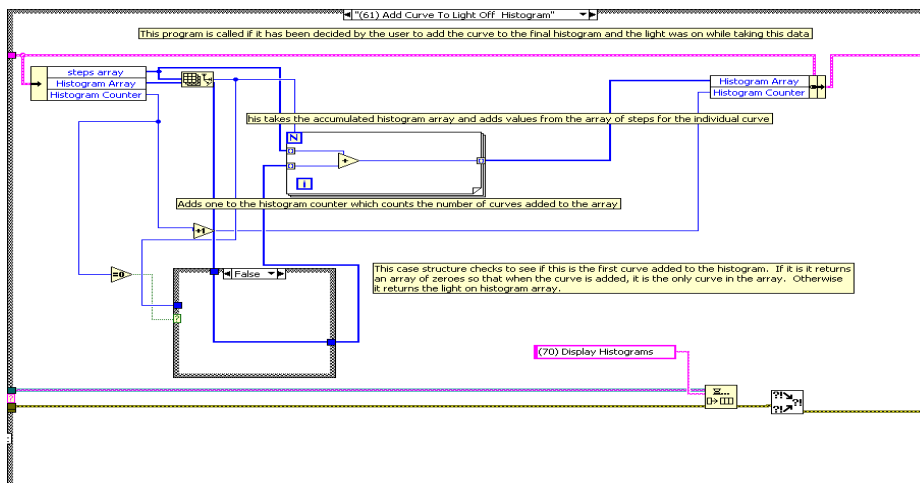 "(61) Add Curve To Light Off  Histogram"
This program is called if it has been decided by the user to add the curve to the final histogram and the light was on while taking this data
steps array
Histogram Array
Histogram Counter
Histogram Array
Histogram Counter
his takes the accumulated histogram array and adds values from the array of steps for the individual curve
N
+
i
Adds one to the histogram counter which counts the number of curves added to the array
+1
=0
False
This case structure checks to see if this is the first curve added to the histogram.  If it is it returns
an array of zeroes so that when the curve is added, it is the only curve in the array.  Otherwise
it returns the light on histogram array.
?
(70) Display Histograms
?
?!
?!
?!